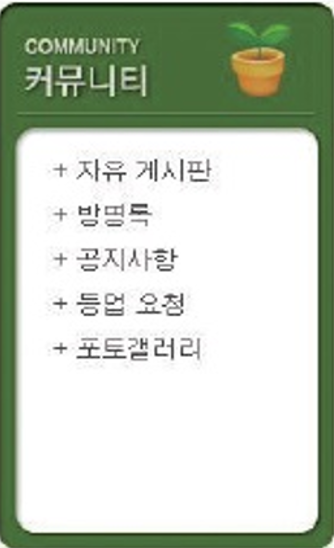 COMMUNITY
커뮤니티
+ 자유 게시판
+ 방명록
+ 공지사항
+ 등업 요청
+ 포토갤러리